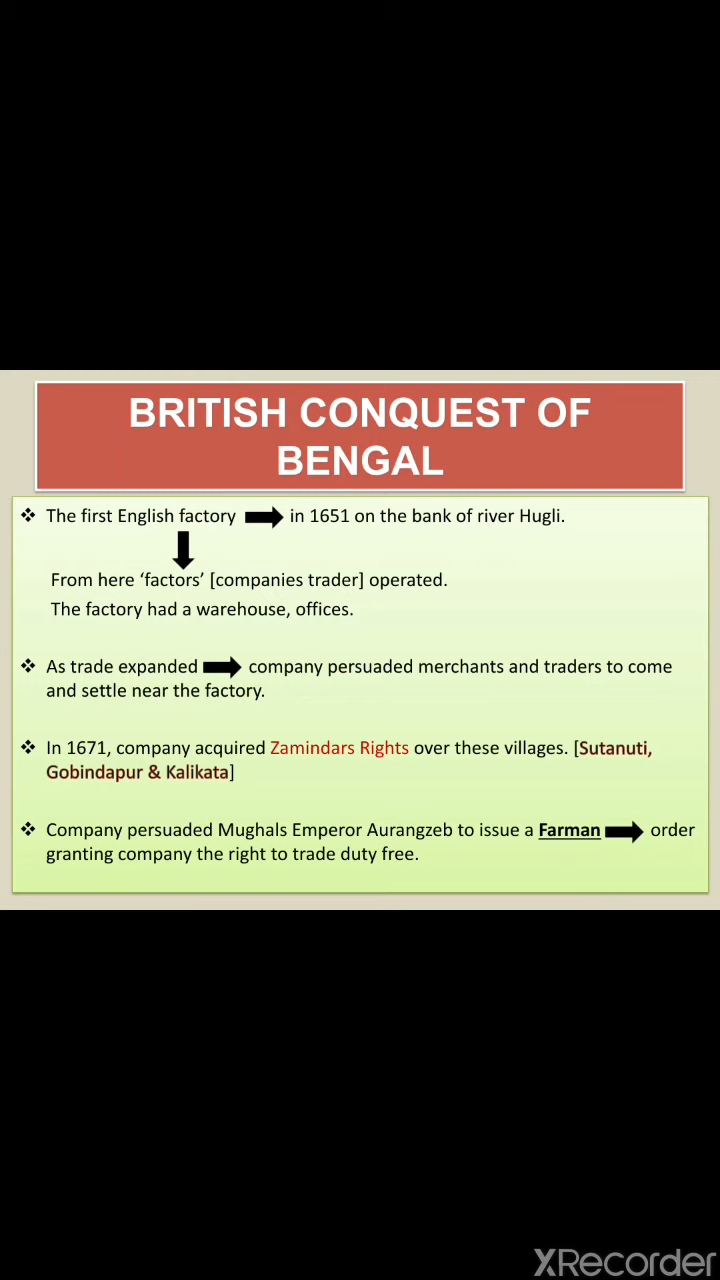 BRITISH CONQUEST OF
BENGAL
❖ The first English factory ➡ in 1651 on the bank of river Hugli.
From here ‘factors’ [companies trader] operated.
The factory had a warehouse, offices.
❖ As trade expanded ➡ company persuaded merchants and traders to come
and settle near the factory.
❖ In 1671, company acquired Zamindars Rights over these villages. [Sutanuti,
Gobindapur & Kalikata]
❖ Company persuaded Mughals Emperor Aurangzeb to issue a Farman ➡ order
granting company the right to trade duty free.
XRecorder